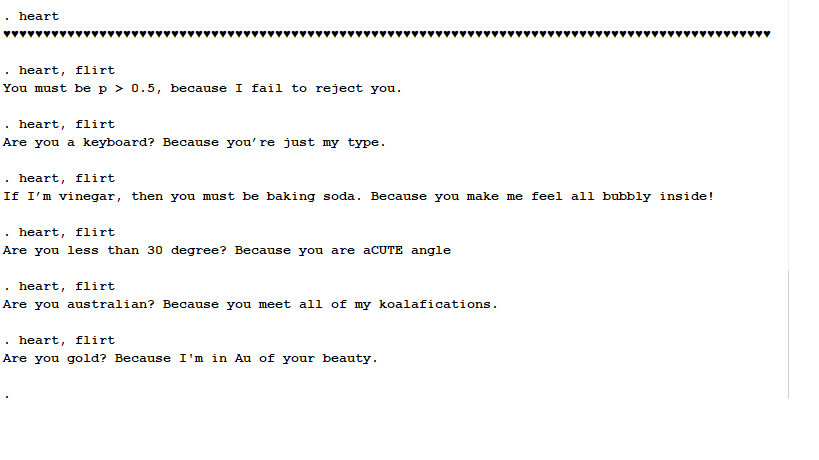 . heart
♥♥♥♥♥♥♥♥♥♥♥♥♥♥♥♥♥♥♥♥♥♥♥♥♥♥♥♥♥♥♥♥♥♥♥♥♥♥♥♥♥♥♥♥♥♥♥♥♥♥♥♥♥♥♥♥♥♥♥♥♥♥♥♥♥♥♥♥♥♥♥♥♥♥♥♥♥♥♥♥♥♥♥♥♥♥♥♥♥♥♥♥♥♥♥♥
. heart, flirt
You must be p > 0.5, because I fail to reject you.
. heart, flirt
Are you a keyboard? Because you’re just my type.
. heart, flirt
If I’m vinegar, then you must be baking soda. Because you make me feel all bubbly inside!
. heart, flirt
Are you less than 30 degree? Because you are aCUTE angle
. heart, flirt
Are you australian? Because you meet all of my koalafications.
. heart, flirt
Are you gold? Because I'm in Au of your beauty.
.